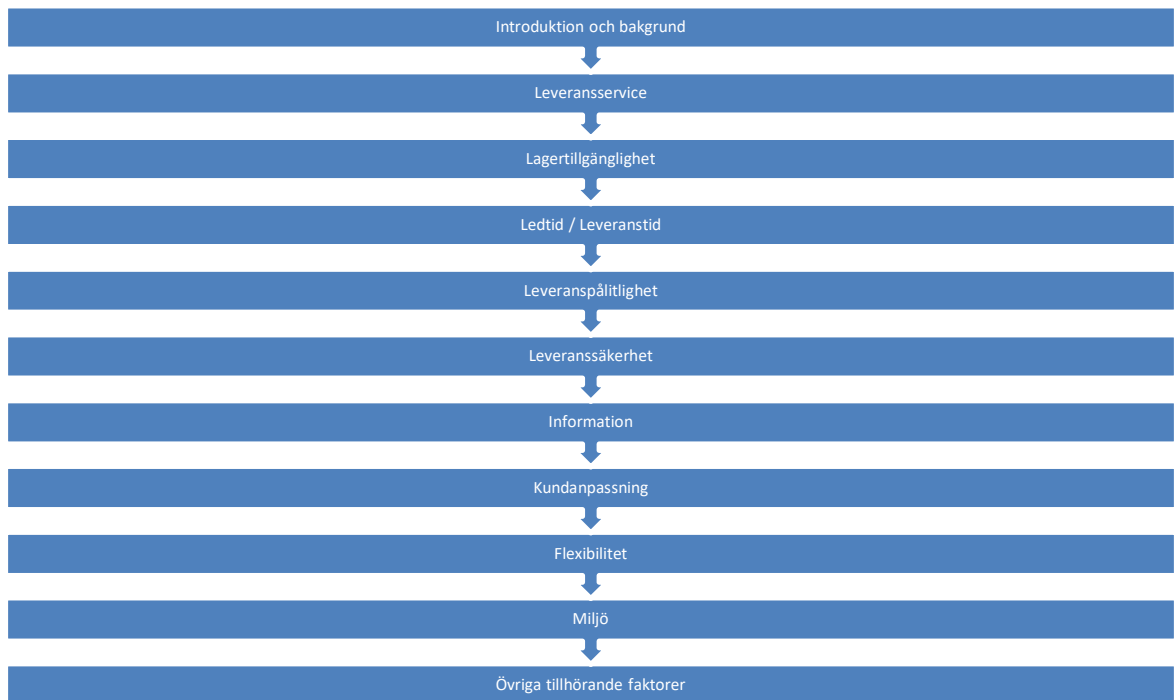 Introduktion och bakgrund
Leveransservice
Lagertillgänglighet
Ledtid / Leveranstid
Leveranspålitlighet
Leveranssäkerhet
Information
Kundanpassning
Flexibilitet
Miljö
Övriga tillhörande faktorer